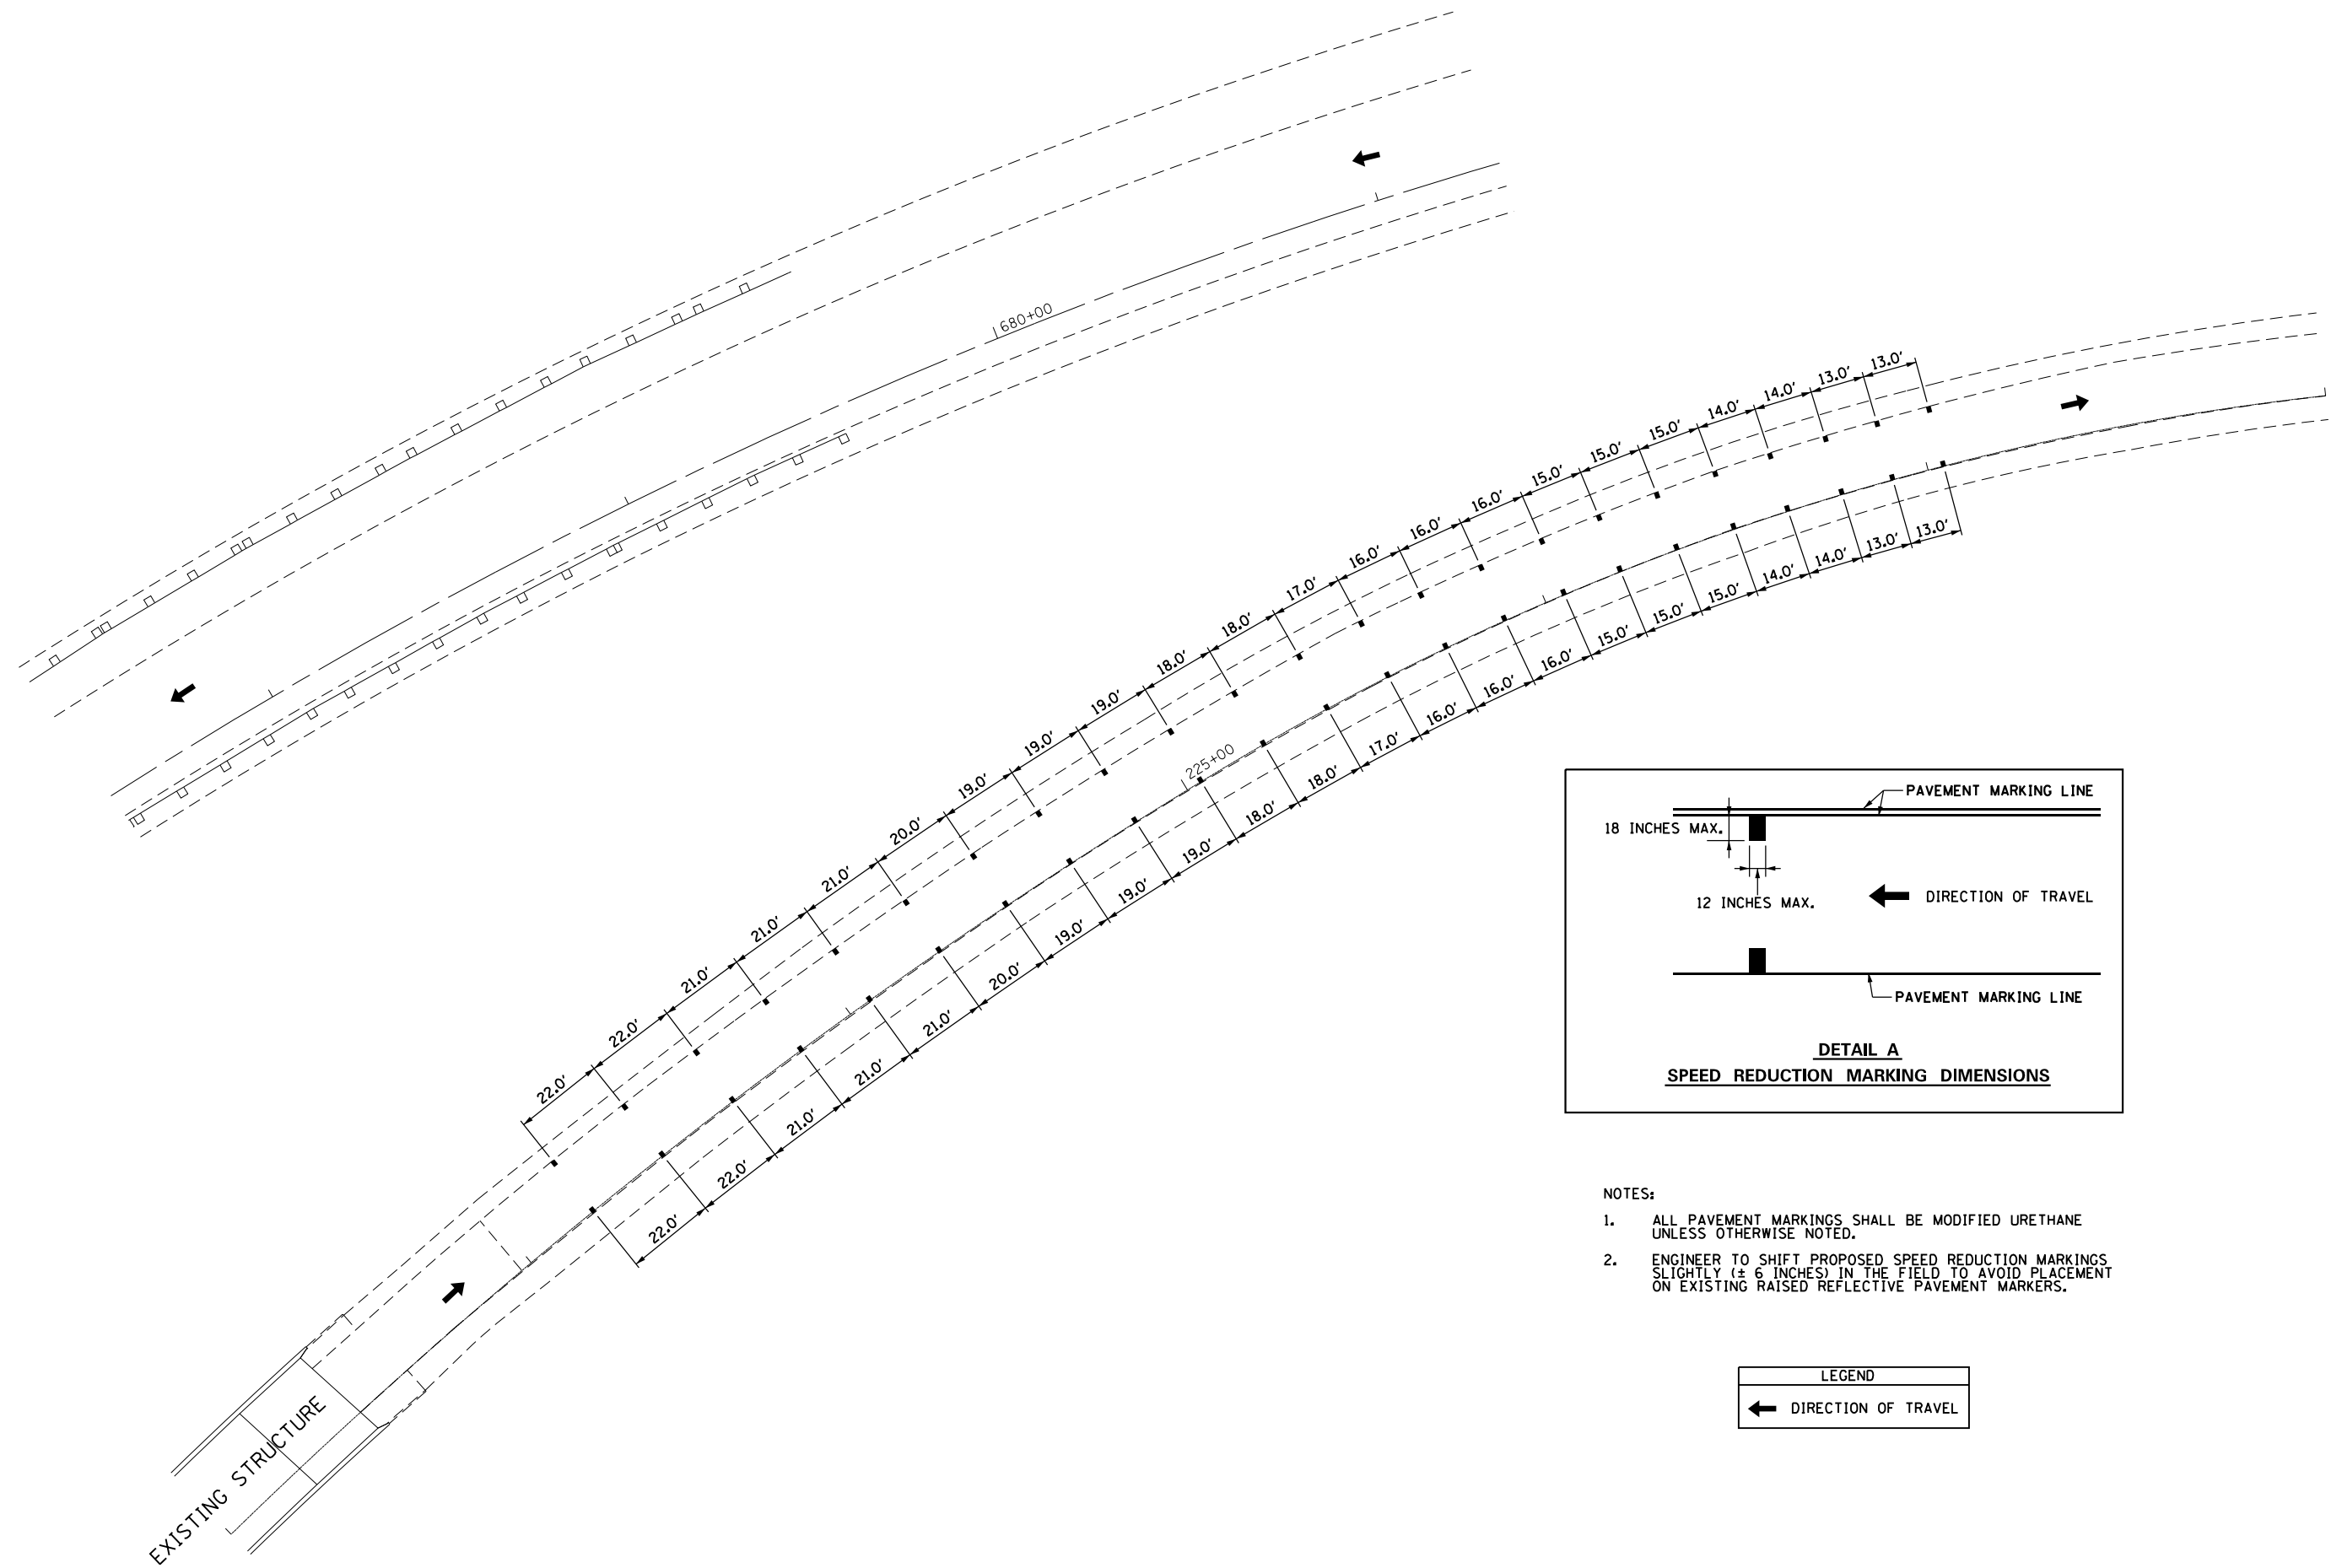 680+00
13.0'
13.0'
14.0'
14.0'
15.0'
15.0'
15.0'
16.0'
16.0'
16.0'
17.0'
18.0'
18.0'
19.0'
19.0'
19.0'
20.0'
21.0'
21.0'
21.0'
22.0'
22.0'
225+00
13.0'
13.0'
14.0'
14.0'
15.0'
15.0'
15.0'
16.0'
16.0'
16.0'
17.0'
18.0'
18.0'
19.0'
19.0'
19.0'
20.0'
21.0'
21.0'
21.0'
22.0'
22.0'
EXISTING STRUCTURE
PAVEMENT MARKING LINE
18 INCHES MAX.
12 INCHES MAX.
DIRECTION OF TRAVEL
PAVEMENT MARKING LINE
DETAIL A
SPEED REDUCTION MARKING DIMENSIONS
NOTES:
1. ALL PAVEMENT MARKINGS SHALL BE MODIFIED URETHANE
UNLESS OTHERWISE NOTED.
2. ENGINEER TO SHIFT PROPOSED SPEED REDUCTION MARKINGS
SLIGHTLY (± 6 INCHES) IN THE FIELD TO AVOID PLACEMENT
ON EXISTING RAISED REFLECTIVE PAVEMENT MARKERS.
LEGEND
DIRECTION OF TRAVEL